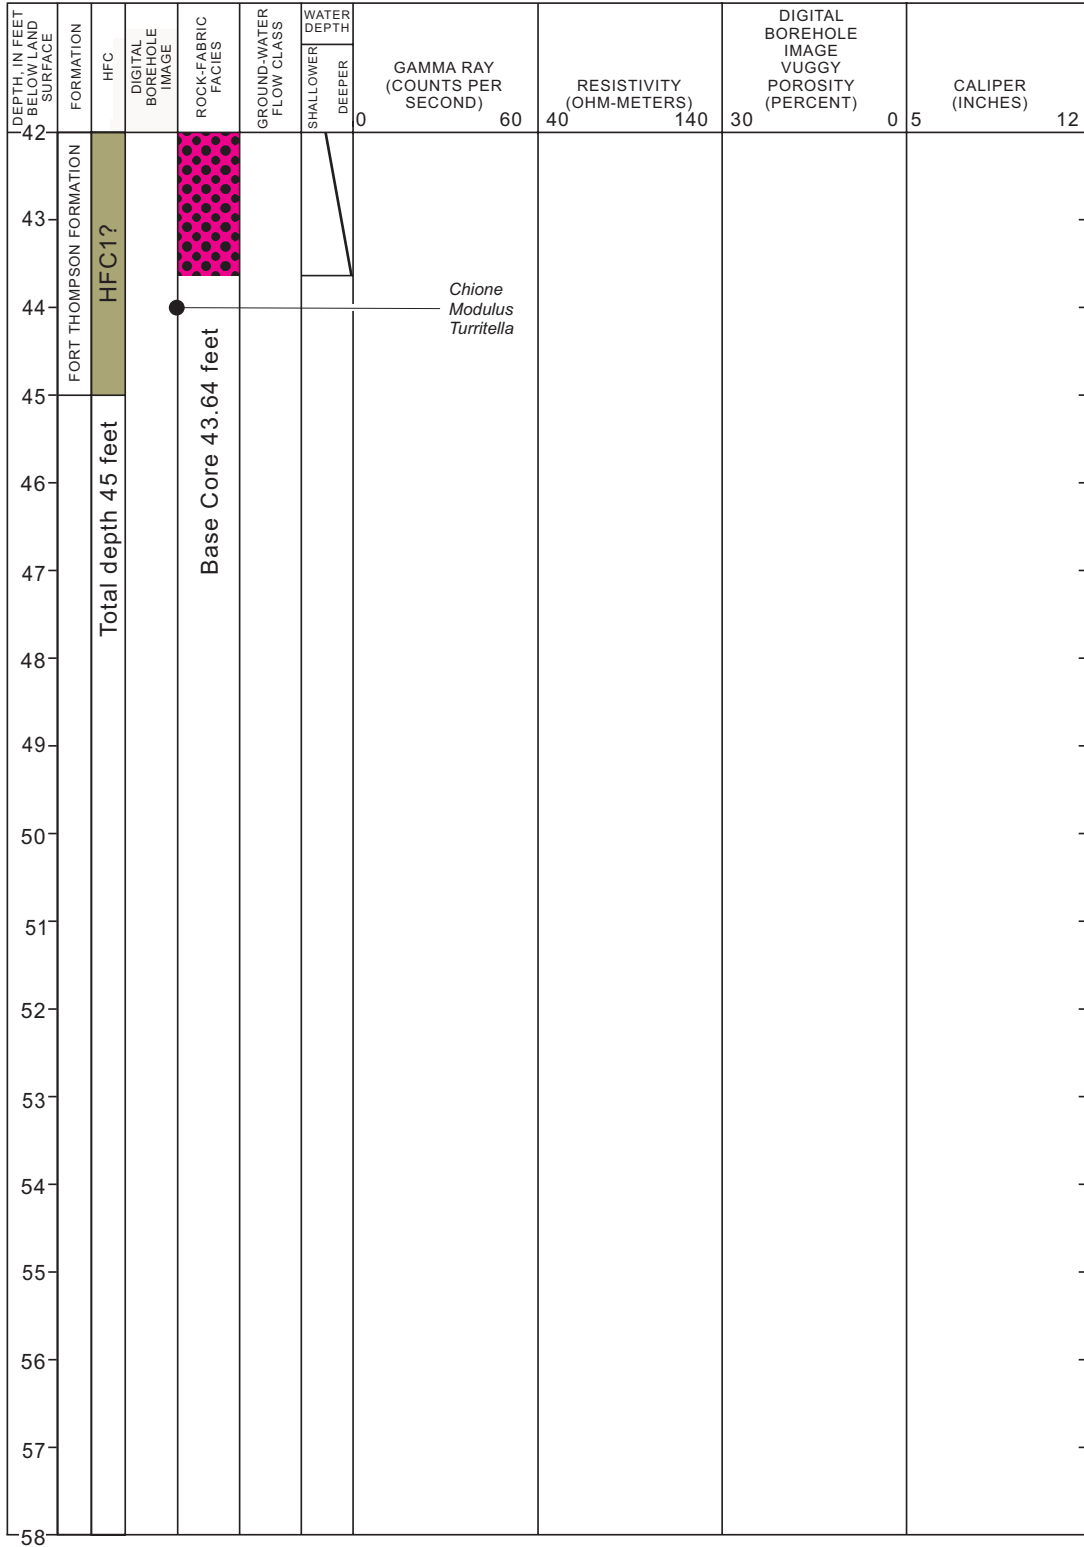 DEPTH, IN FEET
BELOW LAND
SURFACE
FORMATION
HFC
DIGITAL
BOREHOLE
IMAGE
ROCK-FABRIC
FACIES
GROUND-WATER
FLOW CLASS
WATER
DEPTH
SHALLOWER
DEEPER
GAMMA RAY
(COUNTS PER
SECOND)
0 60
RESISTIVITY
(OHM-METERS)
40 140
DIGITAL
BOREHOLE
IMAGE
VUGGY
POROSITY
(PERCENT)
30 0
CALIPER
(INCHES)
5 12
42
43
44
45
46
47
48
49
50
51
52
53
54
55
56
57
58
FORT THOMPSON FORMATION
HFC1?
Total depth 45 feet
Base Core 43.64 feet
Chione
Modulus
Turritella